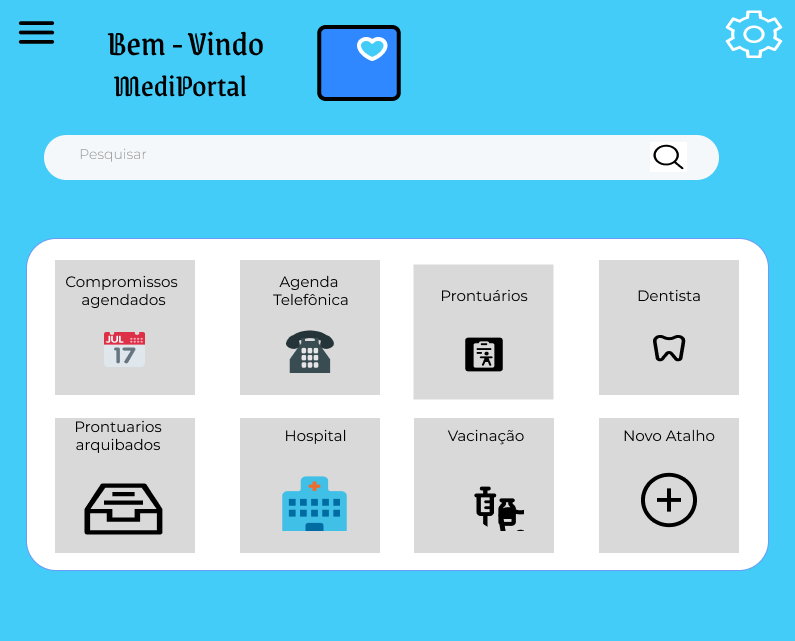 Bem - Vindo
MediPortal
Pesquisar
Compromissos
agendados
JUL
17
Agenda
Telefônica
Prontuários
Dentista
Prontuarios
arquibados
Hospital
Vacinação
Novo Atalho